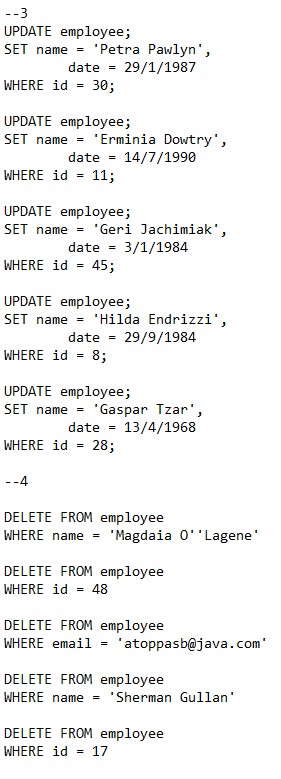 --3
UPDATE employee;
SET name = 'Petra Pawlyn',
date = 29/1/1987
WHERE id = 30;
UPDATE employee;
SET name = 'Erminia Dowtry',
date = 14/7/1990
WHERE id = 11;
UPDATE employee;
SET name = 'Geri Jachimiak',
date = 3/1/1984
WHERE id = 45;
UPDATE employee;
SET name = 'Hilda Endrizzi',
date = 29/9/1984
WHERE id = 8;
UPDATE employee;
SET name = 'Gaspar Tzar',
date = 13/4/1968
WHERE id = 28;
--4
DELETE FROM employee
WHERE name = 'Magdaia O''Lagene'
DELETE FROM employee
WHERE id = 48
DELETE FROM employee
WHERE email = 'atoppasb@java.com'
DELETE FROM employee
WHERE name = 'Sherman Gullan'
DELETE FROM employee
WHERE id = 17